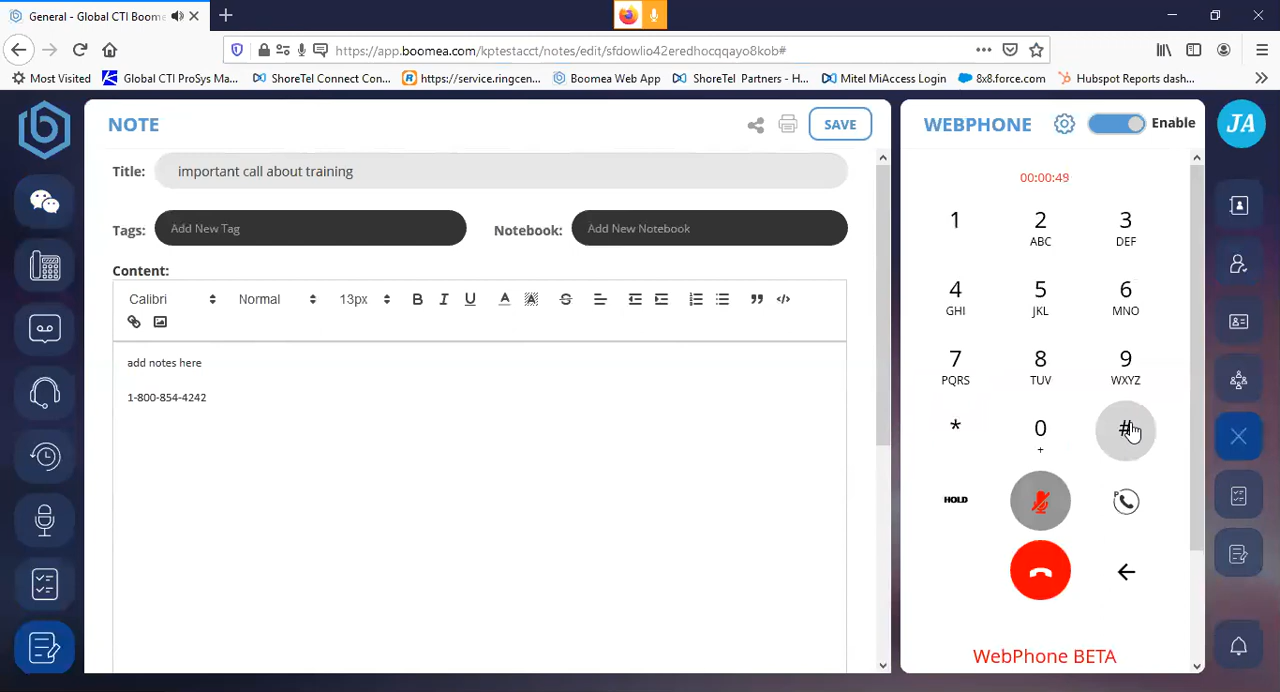 General - Global CTI Boome
https://app.boomea.com/kptestacct/notes/edit/sfdowlio42eredhocqqayo8kob#
Most Visited
Global CTI ProSys Ma...
ShoreTel Connect Con...
https://service.ringcen...
Boomea Web App
ShoreTel Partners - H...
Mitel MiAccess Login
8x8.force.com
Hubspot Reports dash...
NOTE
SAVE
Title:
important call about training
Tags:
Add New Tag
Notebook:
Add New Notebook
Content:
Calibri
Normal
13px
B I U A A S
add notes here
1-800-854-4242
WEBPHONE
Enable
JA
00:00:49
1
2
3
ABC
DEF
4
5
6
GHI
JKL
MNO
7
8
9
PQRS
TUV
WXYZ
*
0
#
+
HOLD
P
WebPhone BETA